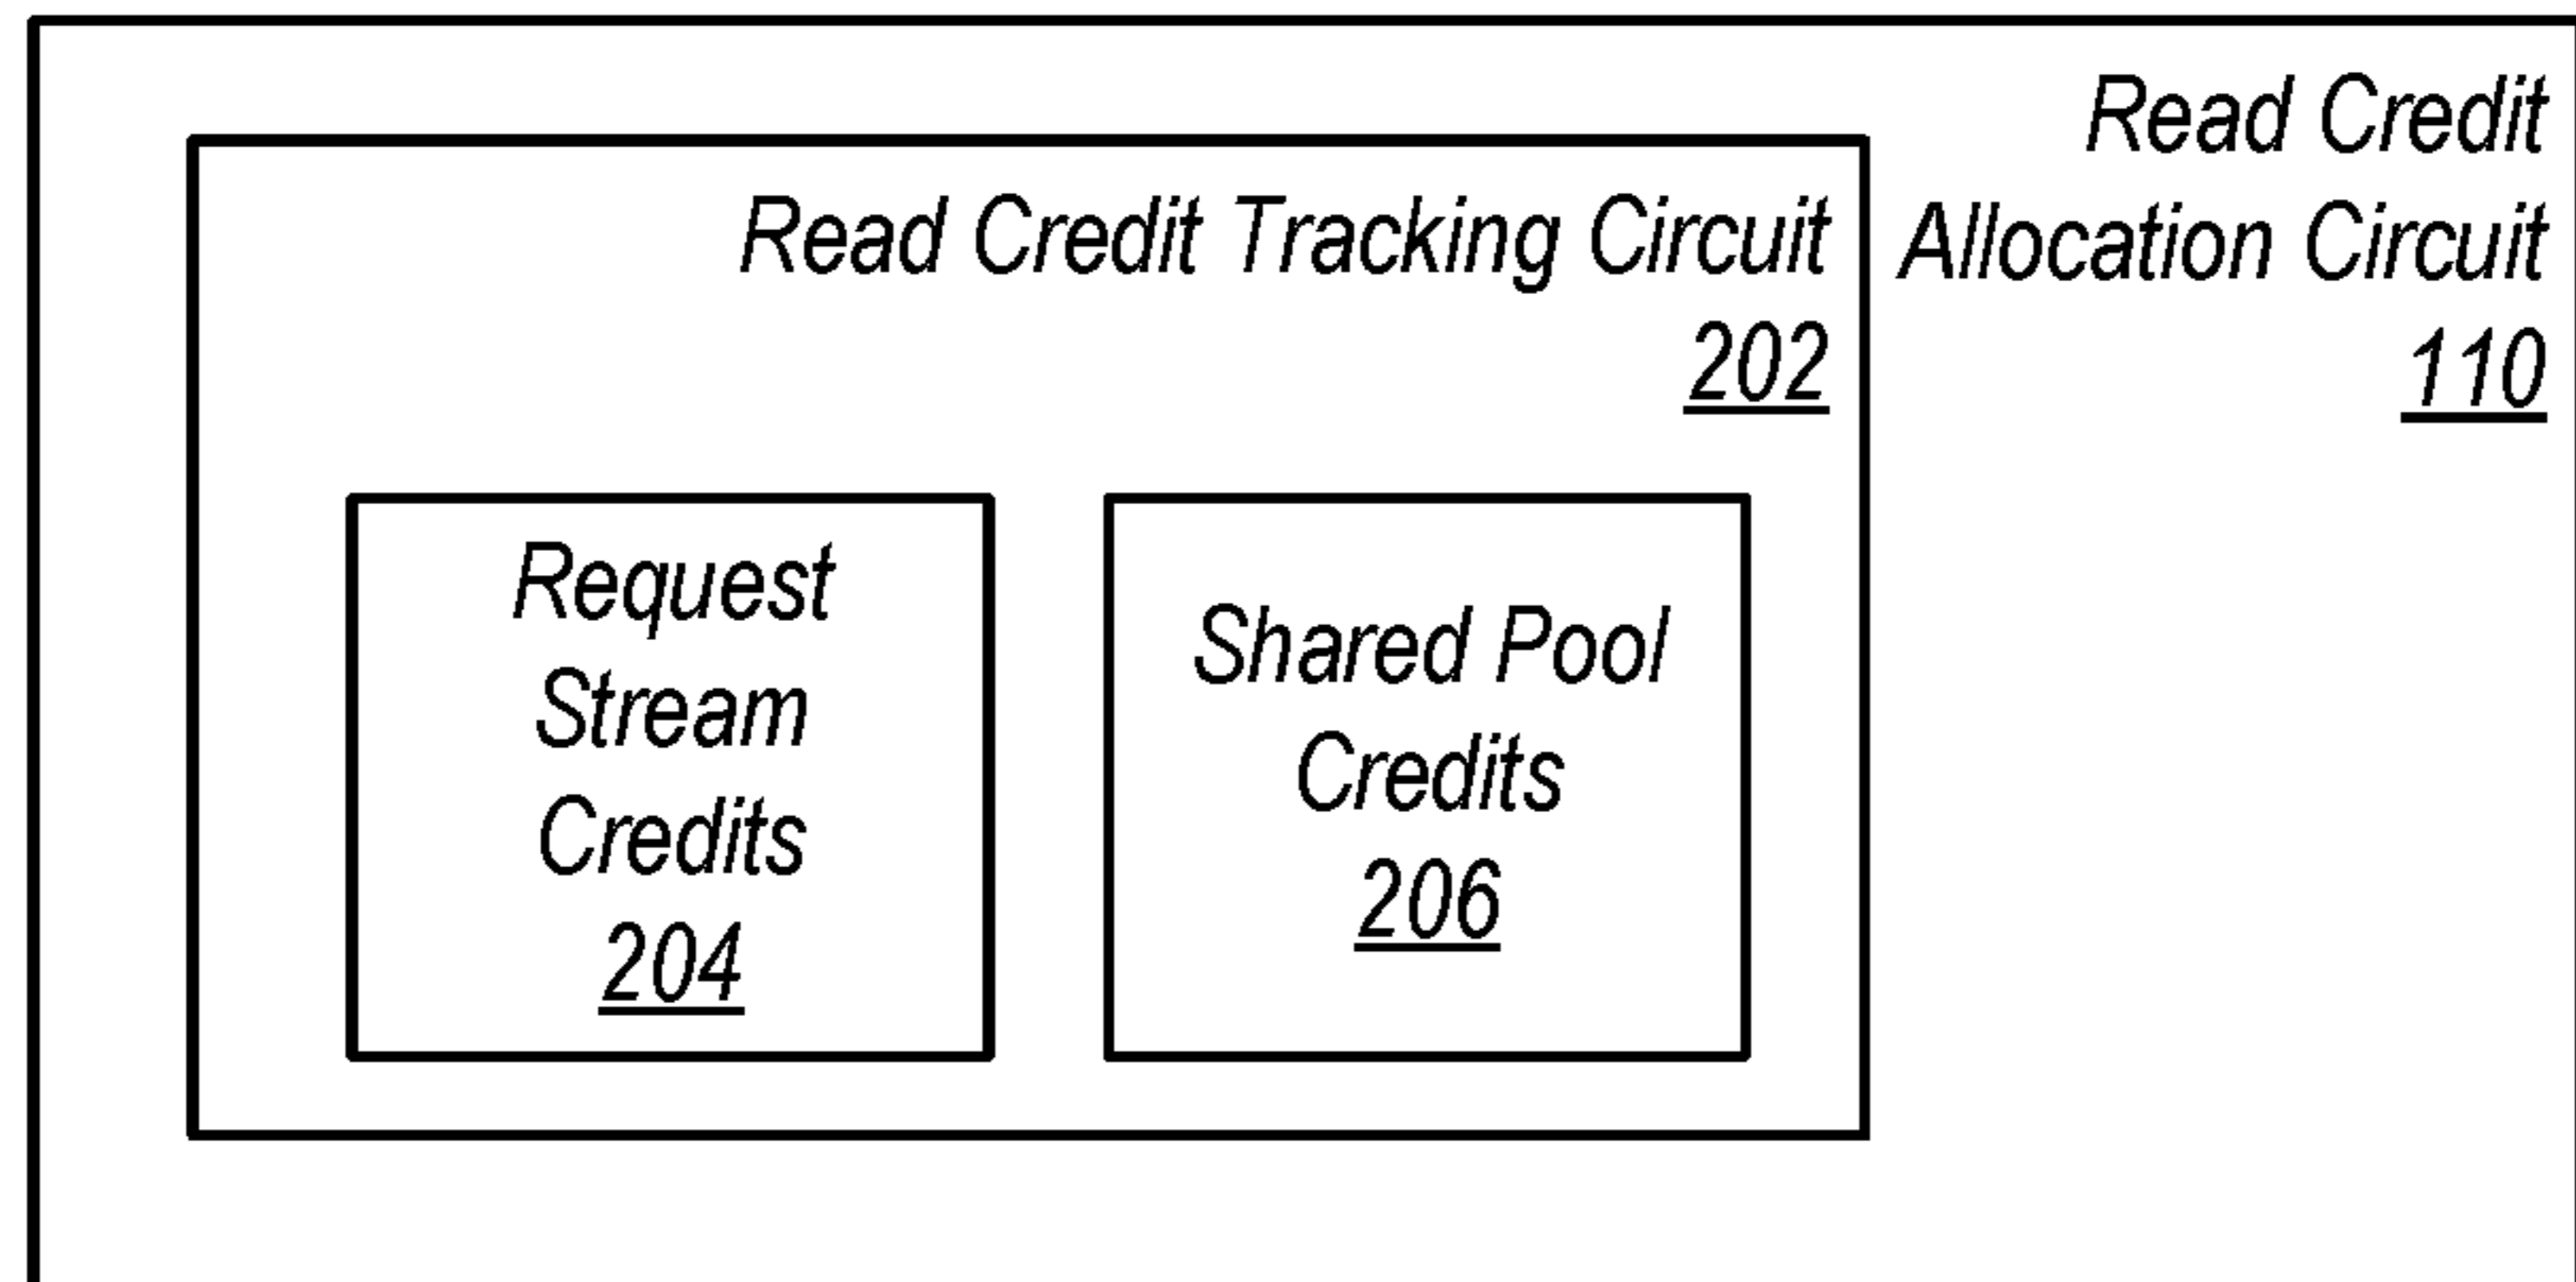 Read Credit
Allocation Circuit
110
Read Credit Tracking Circuit
202
Request
Stream
Credits
204
Shared Pool
Credits
206